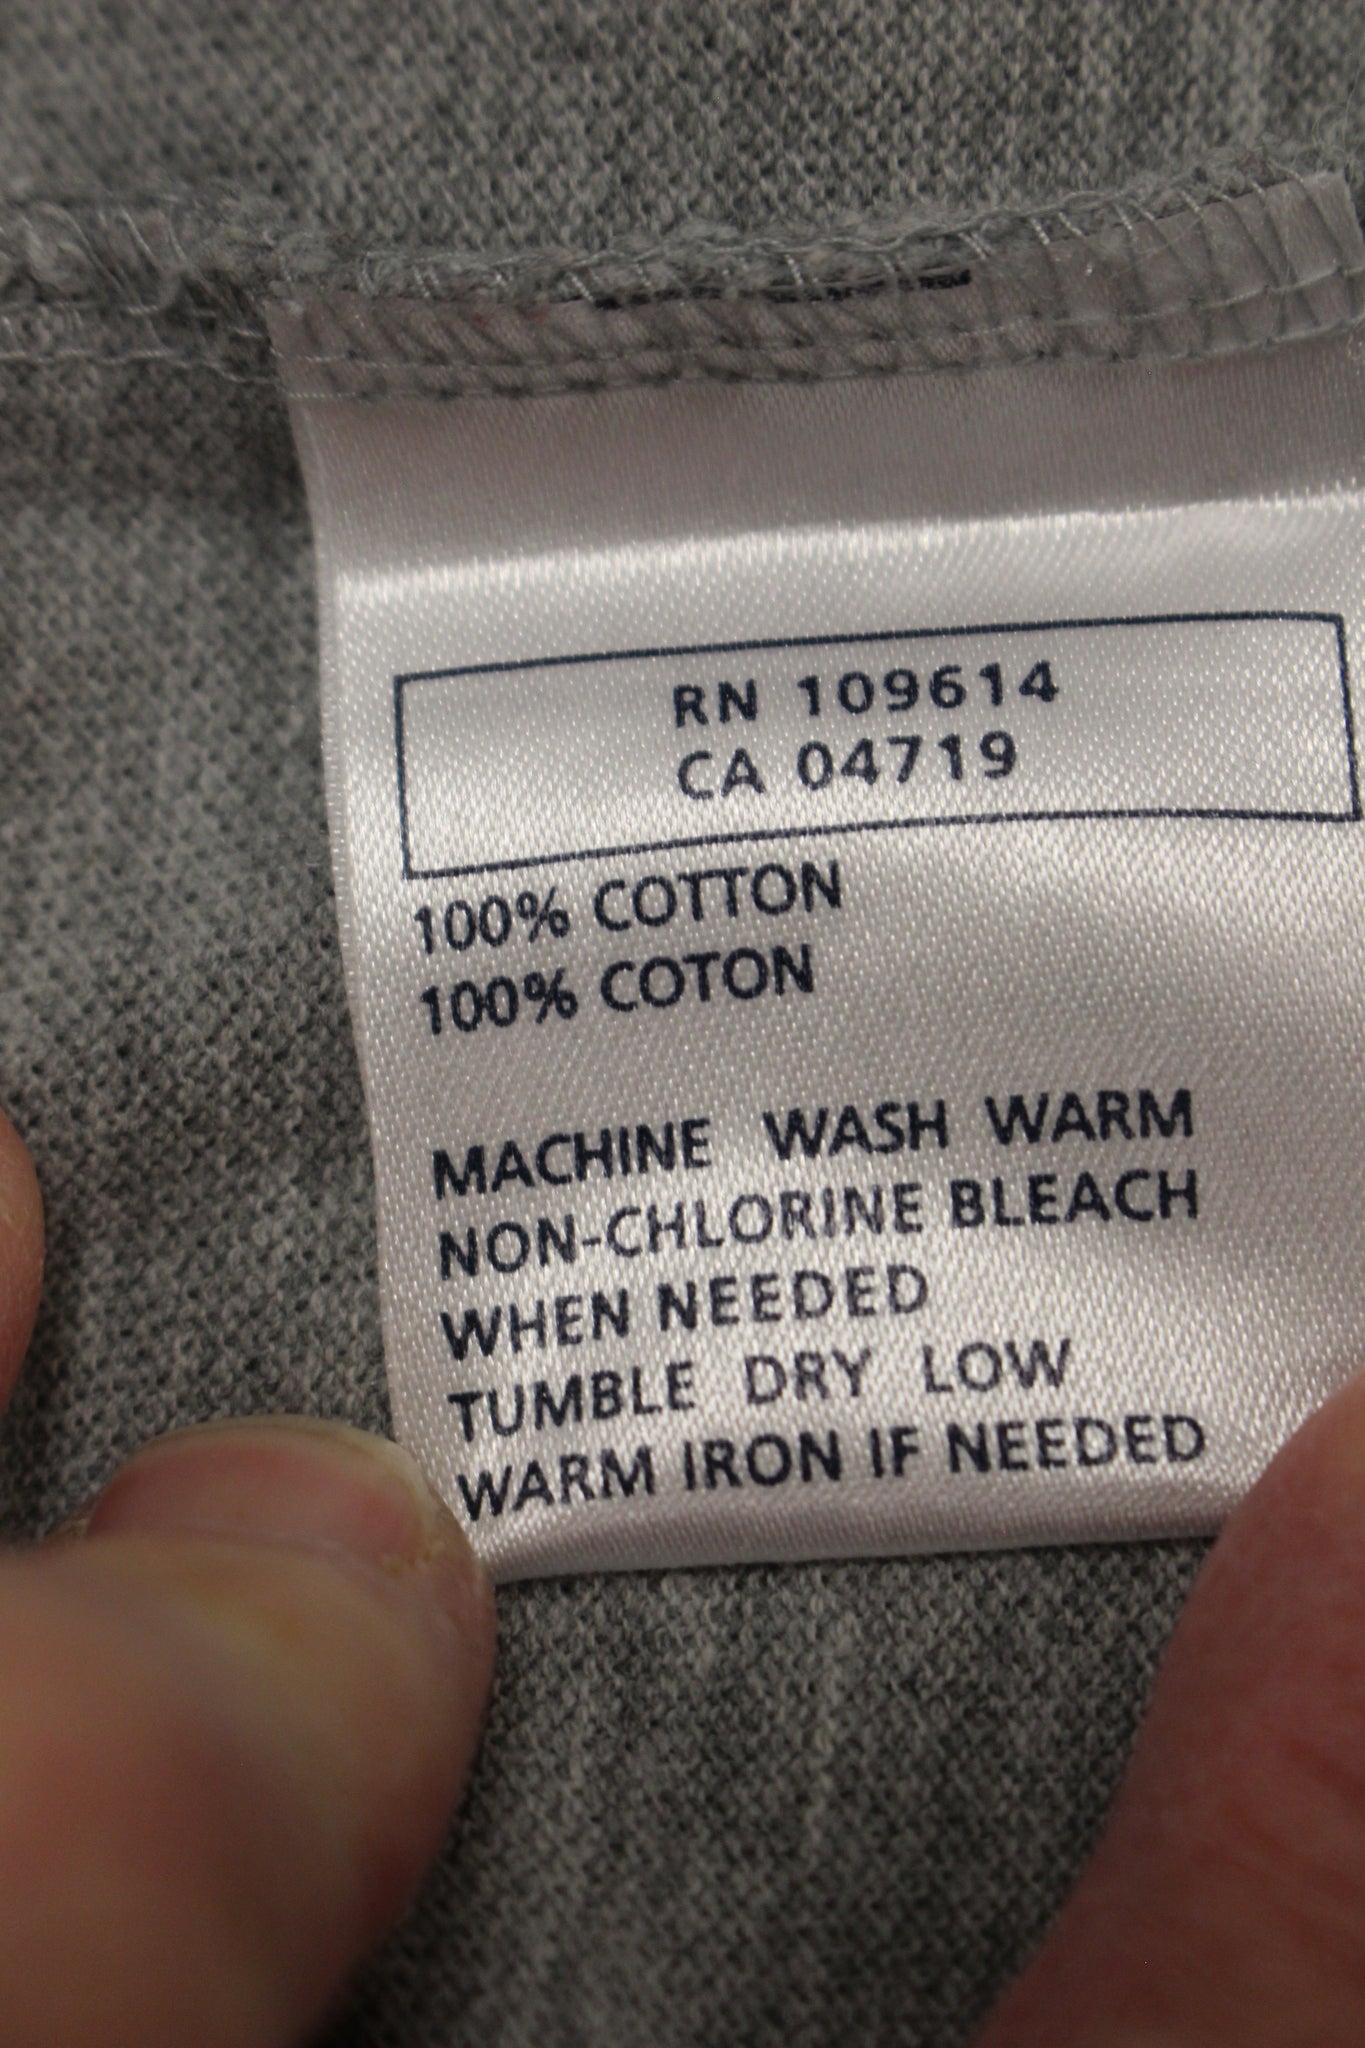 RN 109614
CA 04719
100% COTTON
100% COTON
MACHINE WASH WARM
NON-CHLORINE BLEACH
WHEN NEEDED
TUMBLE DRY LOW
WARM IRON IF NEEDED